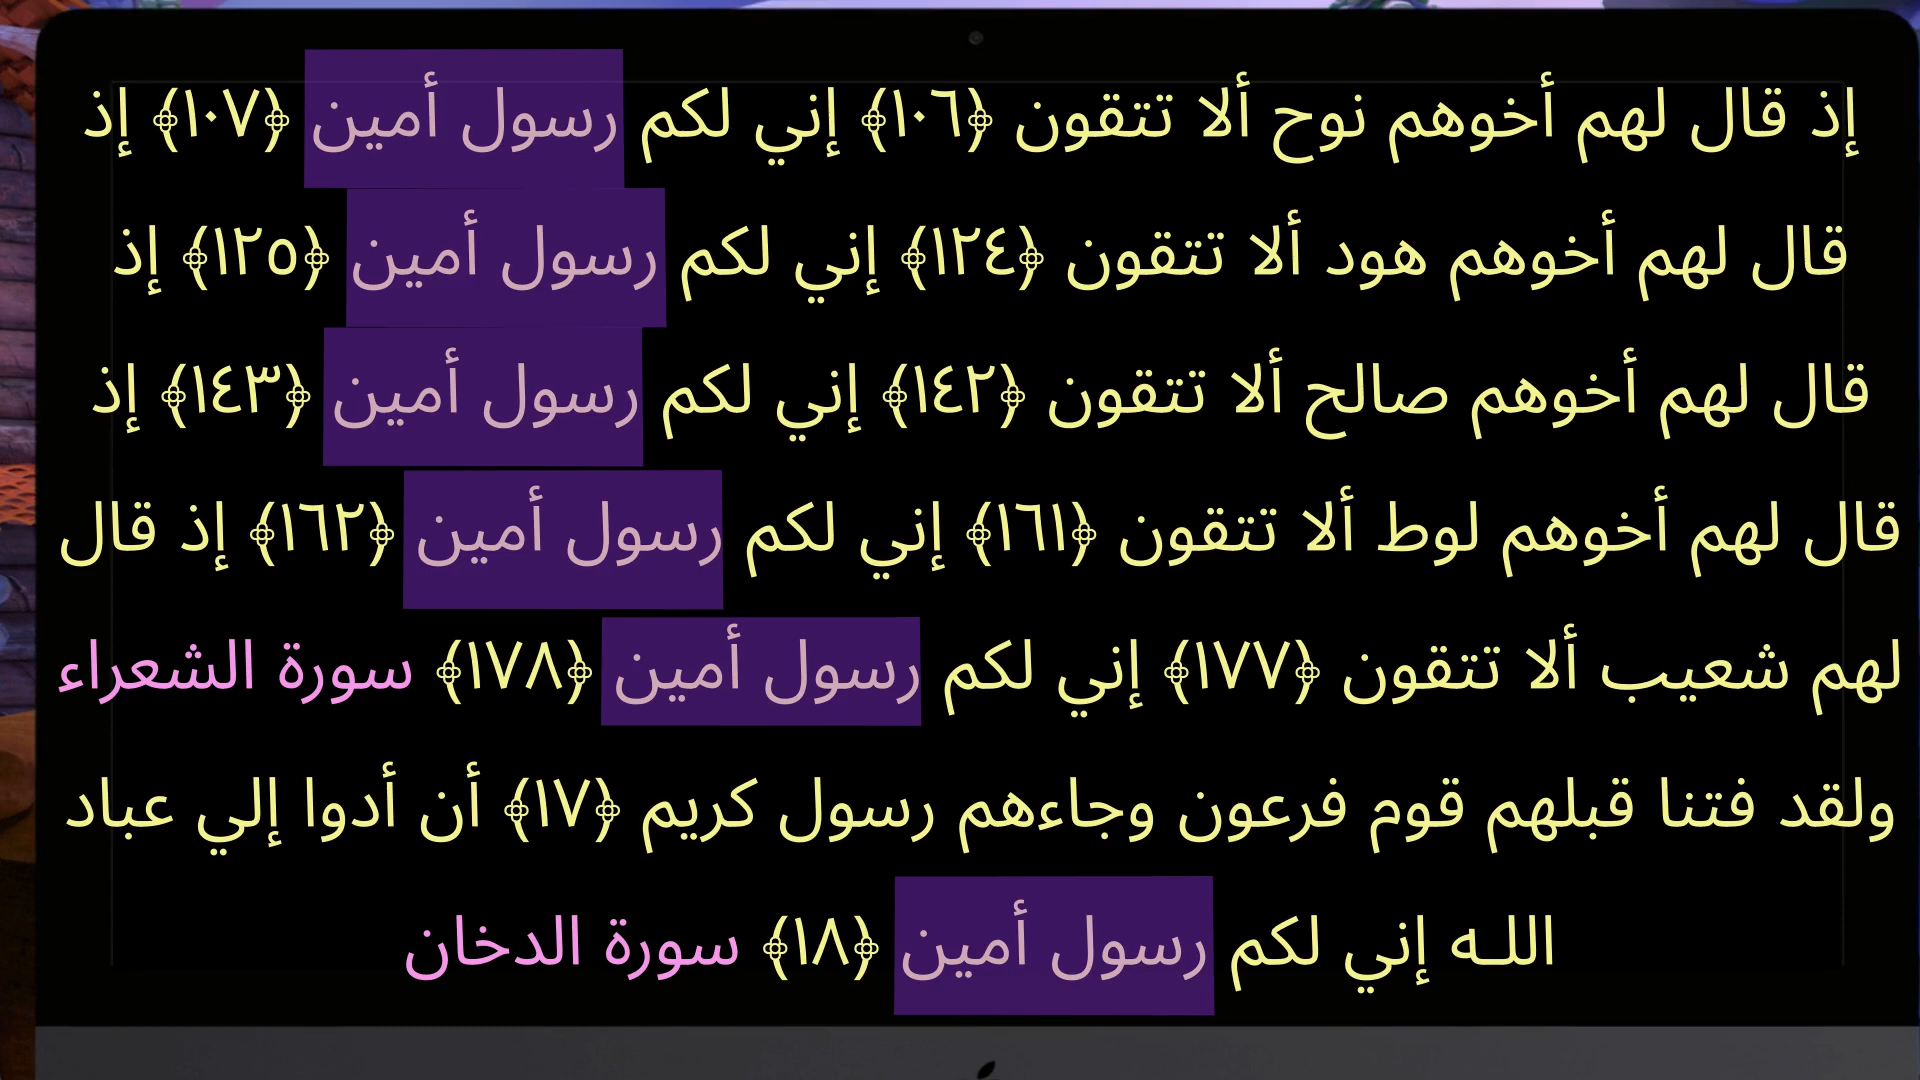 إذ قال لهم أخوهم نوح ألا تتقون ﴿١٠٦﴾ إني لكم رسول أمين ﴿١٠٧﴾ إذ
قال لهم أخوهم هود ألا تتقون ﴿١٢٤﴾ إني لكم رسول أمين ﴿١٢٥﴾ إذ
قال لهم أخوهم صالح ألا تتقون ﴿١٤٢﴾ إني لكم رسول أمين ﴿١٤٣﴾ إذ
قال لهم أخوهم لوط ألا تتقون ﴿١٦١﴾ إني لكم رسول أمين ﴿١٦٢﴾ إذ قال
لهم شعيب ألا تتقون ﴿١٧٧﴾ إني لكم رسول أمين ﴿١٧٨﴾ سورة الشعراء
ولقد فتنا قبلهم قوم فرعون وجاءهم رسول كريم ﴿١٧﴾ أن أدوا إلي عباد
اللـه إني لكم رسول أمين ﴿١٨﴾ سورة الدخان